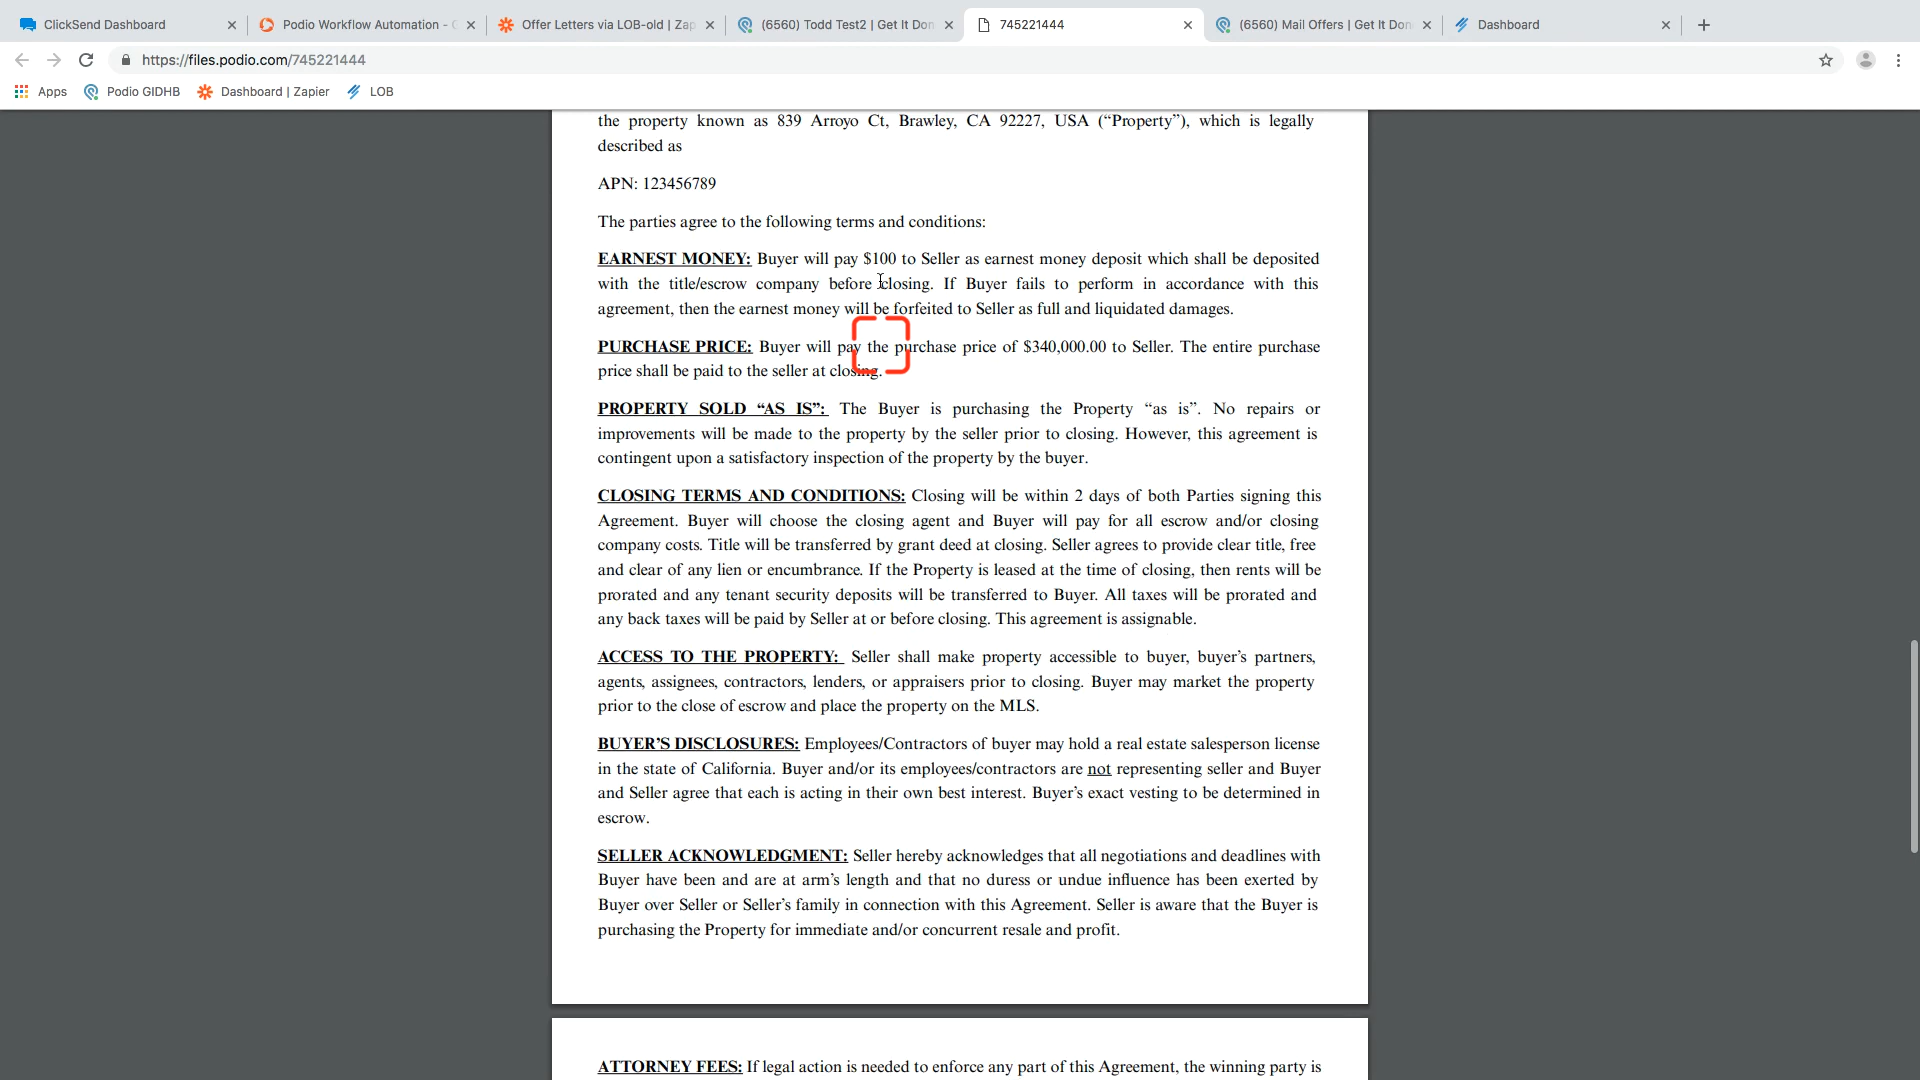 ClickSend Dashboard
Podio Workflow Automation -
Offer Letters via LOB-old | Zap
(6560) Todd Test2 | Get It Don
745221444
(6560) Mail Offers | Get It Don
Dashboard
https://files.podio.com/745221444
Apps
Podio GIDHB
Dashboard | Zapier
LOB
the property known as 839 Arroyo Ct, Brawley, CA 92227, USA (“Property”), which is legally
described as
APN: 123456789
The parties agree to the following terms and conditions:
EARNEST MONEY: Buyer will pay $100 to Seller as earnest money deposit which shall be deposited
with the title/escrow company before closing. If Buyer fails to perform in accordance with this
agreement, then the earnest money will be forfeited to Seller as full and liquidated damages.
PURCHASE PRICE: Buyer will pay the purchase price of $340,000.00 to Seller. The entire purchase
price shall be paid to the seller at closing.
PROPERTY SOLD “AS IS”: The Buyer is purchasing the Property “as is”. No repairs or
improvements will be made to the property by the seller prior to closing. However, this agreement is
contingent upon a satisfactory inspection of the property by the buyer.
CLOSING TERMS AND CONDITIONS: Closing will be within 2 days of both Parties signing this
Agreement. Buyer will choose the closing agent and Buyer will pay for all escrow and/or closing
company costs. Title will be transferred by grant deed at closing. Seller agrees to provide clear title, free
and clear of any lien or encumbrance. If the Property is leased at the time of closing, then rents will be
prorated and any tenant security deposits will be transferred to Buyer. All taxes will be prorated and
any back taxes will be paid by Seller at or before closing. This agreement is assignable.
ACCESS TO THE PROPERTY: Seller shall make property accessible to buyer, buyer’s partners,
agents, assignees, contractors, lenders, or appraisers prior to closing. Buyer may market the property
prior to the close of escrow and place the property on the MLS.
BUYER’S DISCLOSURES: Employees/Contractors of buyer may hold a real estate salesperson license
in the state of California. Buyer and/or its employees/contractors are not representing seller and Buyer
and Seller agree that each is acting in their own best interest. Buyer’s exact vesting to be determined in
escrow.
SELLER ACKNOWLEDGMENT: Seller hereby acknowledges that all negotiations and deadlines with
Buyer have been and are at arm’s length and that no duress or undue influence has been exerted by
Buyer over Seller or Seller’s family in connection with this Agreement. Seller is aware that the Buyer is
purchasing the Property for immediate and/or concurrent resale and profit.
ATTORNEY FEES: If legal action is needed to enforce any part of this Agreement, the winning party is